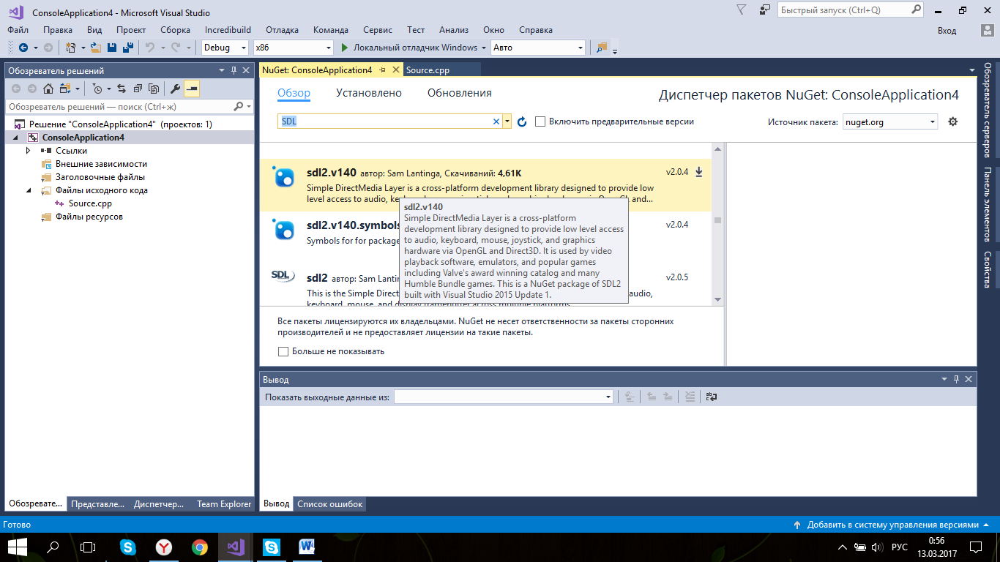 ConsoleApplication4 - Microsoft Visual Studio
Быстрый запуск (Ctrl+Q)
Файл Правка Вид Проект Сборка Incredibuild Отладка Команда Сервис Тест Анализ Окно Справка
Вход
Debug x86 Локальный отладчик Windows Авто
Обозреватель решений
Обозреватель решений — поиск (Ctrl+ж)
Решение "ConsoleApplication4" (проектов: 1)
ConsoleApplication4
Ссылки
Внешние зависимости
Заголовочные файлы
Файлы исходного кода
Source.cpp
Файлы ресурсов
Обозревате... Представле... Диспетчер... Team Explorer
NuGet: ConsoleApplication4 Source.cpp
Обзор Установлено Обновления
Диспетчер пакетов NuGet: ConsoleApplication4
SDL
Включить предварительные версии
Источник пакета: nuget.org
sdl2.v140 автор: Sam Lantinga, Скачиваний: 4,61K v2.0.4
Simple DirectMedia Layer is a cross-platform development library designed to provide low
level access to audio,
and...
sdl2.v140.symbols v2.0.4
Symbols for for package
SDL
sdl2 автор: Sam Lantin v2.0.5
This is the Simple Direct audio,
keyboard, mouse, and display framebuffer across multiple platforms.
sdl2.v140
Simple DirectMedia Layer is a cross-platform
development library designed to provide low level access
to audio, keyboard, mouse, joystick, and graphics
hardware via OpenGL and Direct3D. It is used by video
playback software, emulators, and popular games
including Valve's award winning catalog and many
Humble Bundle games. This is a NuGet package of SDL2
built with Visual Studio 2015 Update 1.
Все пакеты лицензируются их владельцами. NuGet не несет ответственности за пакеты сторонних
производителей и не предоставляет лицензии на такие пакеты.
Больше не показывать
Вывод
Показать выходные данные из:
Вывод Список ошибок
Обозреватель серверов
Панель элементов
Свойства
Готово
Добавить в систему управления версиями
РУС
0:56
13.03.2017